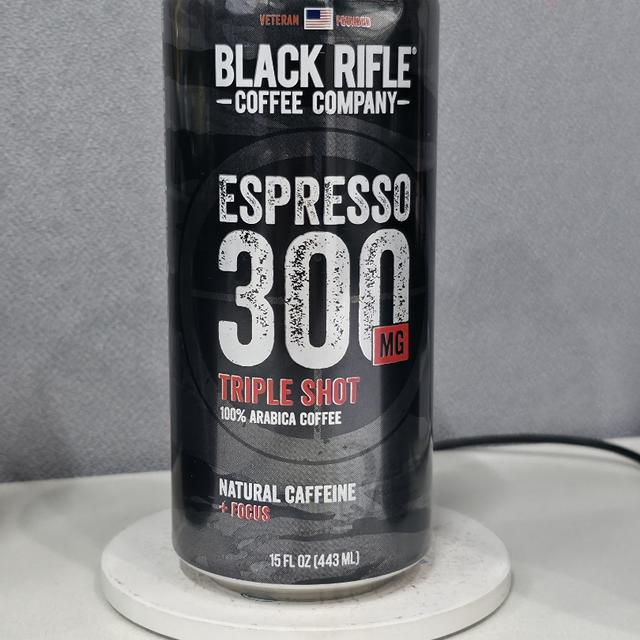 VETERAN FOUNDED
BLACK RIFLE®
COFFEE COMPANY
ESPRESSO
300
MG
TRIPLE SHOT
100% ARABICA COFFEE
NATURAL CAFFEINE
+ FOCUS
15 FL OZ (443 ML)